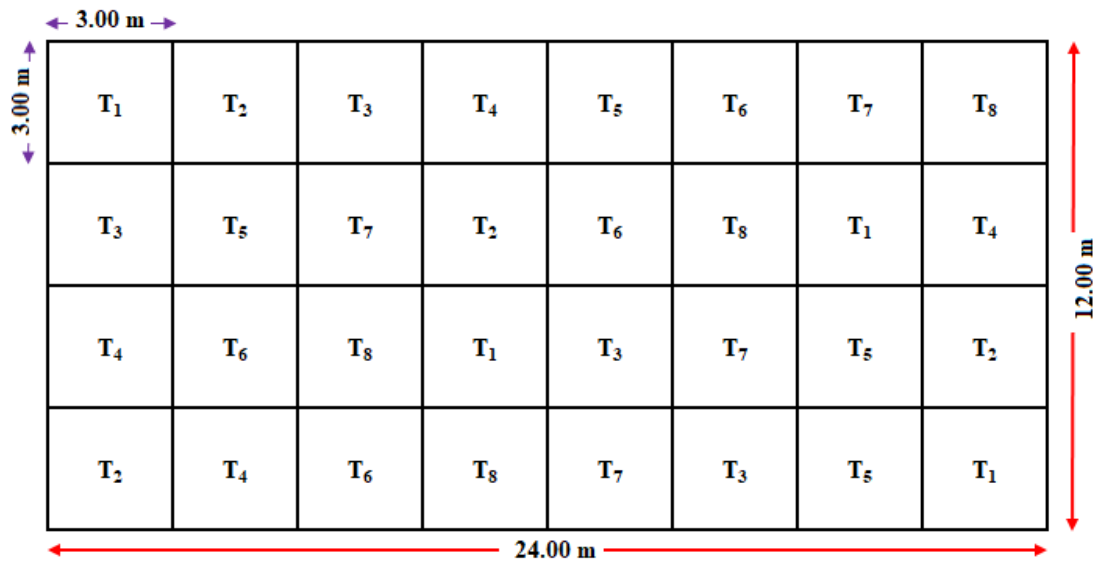 3.00 m
3.00 m
T₁ T₂ T₃ T₄ T₅ T₆ T₇ T₈
T₃ T₅ T₇ T₂ T₆ T₈ T₁ T₄
T₄ T₆ T₈ T₁ T₃ T₇ T₅ T₂
T₂ T₄ T₆ T₈ T₇ T₃ T₅ T₁
12.00 m
24.00 m